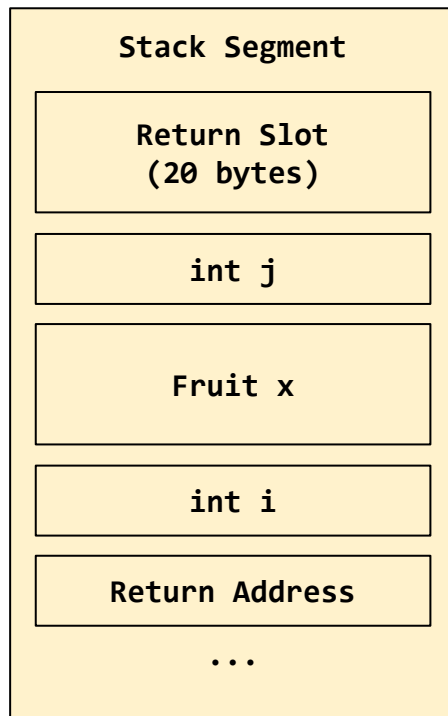 Stack Segment
Return Slot
(20 bytes)
int j
Fruit x
int i
Return Address
...